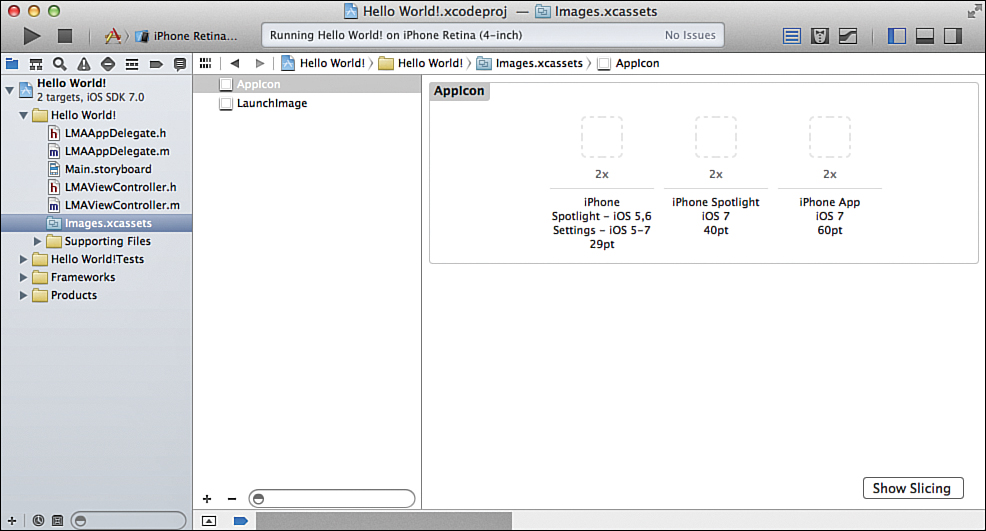 Hello World!.xcodeproj — Images.xcassets
iPhone Retina...
Running Hello World! on iPhone Retina (4-inch)
No Issues
Hello World! Hello World! Images.xcassets AppIcon
Hello World!
2 targets, iOS SDK 7.0
Hello World!
h LMAAppDelegate.h
m LMAAppDelegate.m
Main.storyboard
h LMAViewController.h
m LMAViewController.m
Images.xcassets
Supporting Files
Hello World!Tests
Frameworks
Products
AppIcon
LaunchImage
AppIcon
2x
iPhone
Spotlight – iOS 5,6
Settings – iOS 5–7
29pt
2x
iPhone Spotlight
iOS 7
40pt
2x
iPhone App
iOS 7
60pt
Show Slicing